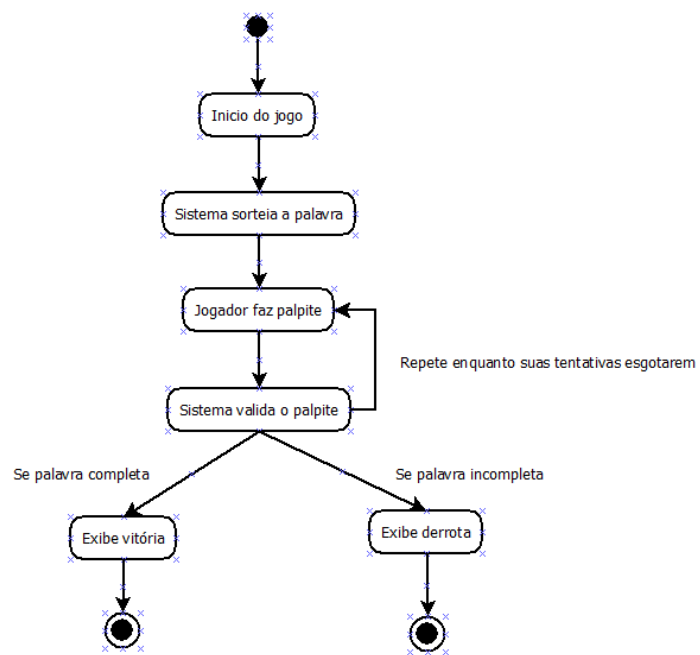 Inicio do jogo
Sistema sorteia a palavra
Jogador faz palpite
Repete enquanto suas tentativas esgotarem
Sistema valida o palpite
Se palavra completa
Se palavra incompleta
Exibe vitória
Exibe derrota